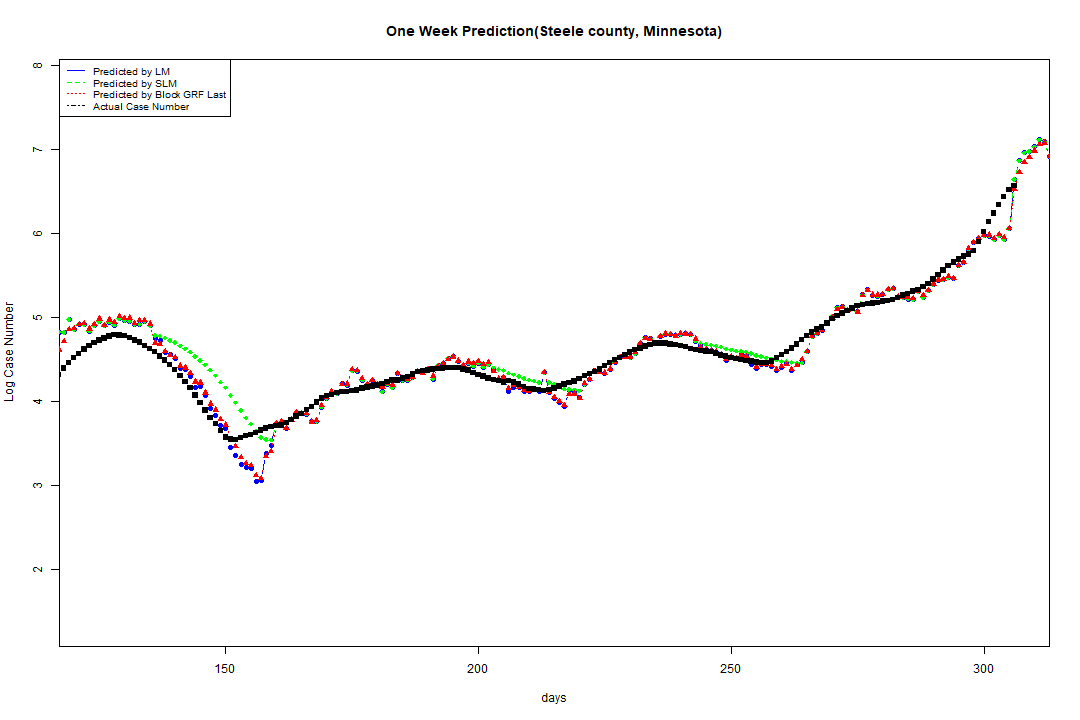 One Week Prediction(Steele county, Minnesota)
Predicted by LM
Predicted by SLM
Predicted by Block GRF Last
Actual Case Number
Log Case Number
8
7
6
5
4
3
2
150 200 250 300
days